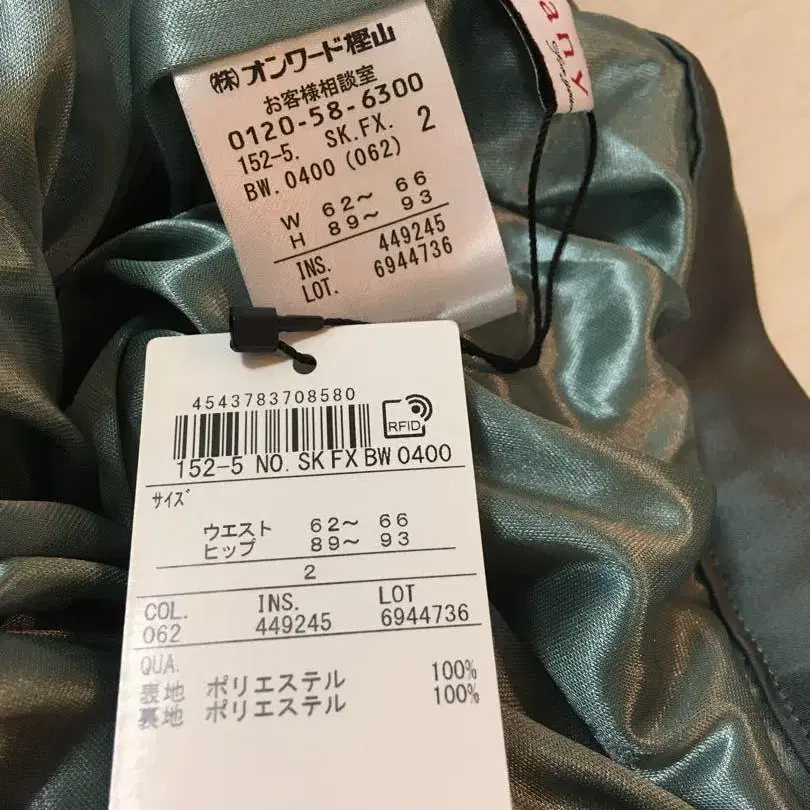 ㈱オンワード樫山
お客様相談室
0120-58-6300
152-5. SK.FX. 2
BW.0400(062)
W 62～ 66
H 89～ 93
INS. 449245
LOT. 6944736
4543783708580
RFID
152-5 NO. SK FX BW 0400
サイズ
ウエスト 62～ 66
ヒップ 89～ 93
2
COL. INS. LOT
062 449245 6944736
QUA.
表地 ポリエステル 100%
裏地 ポリエステル 100%